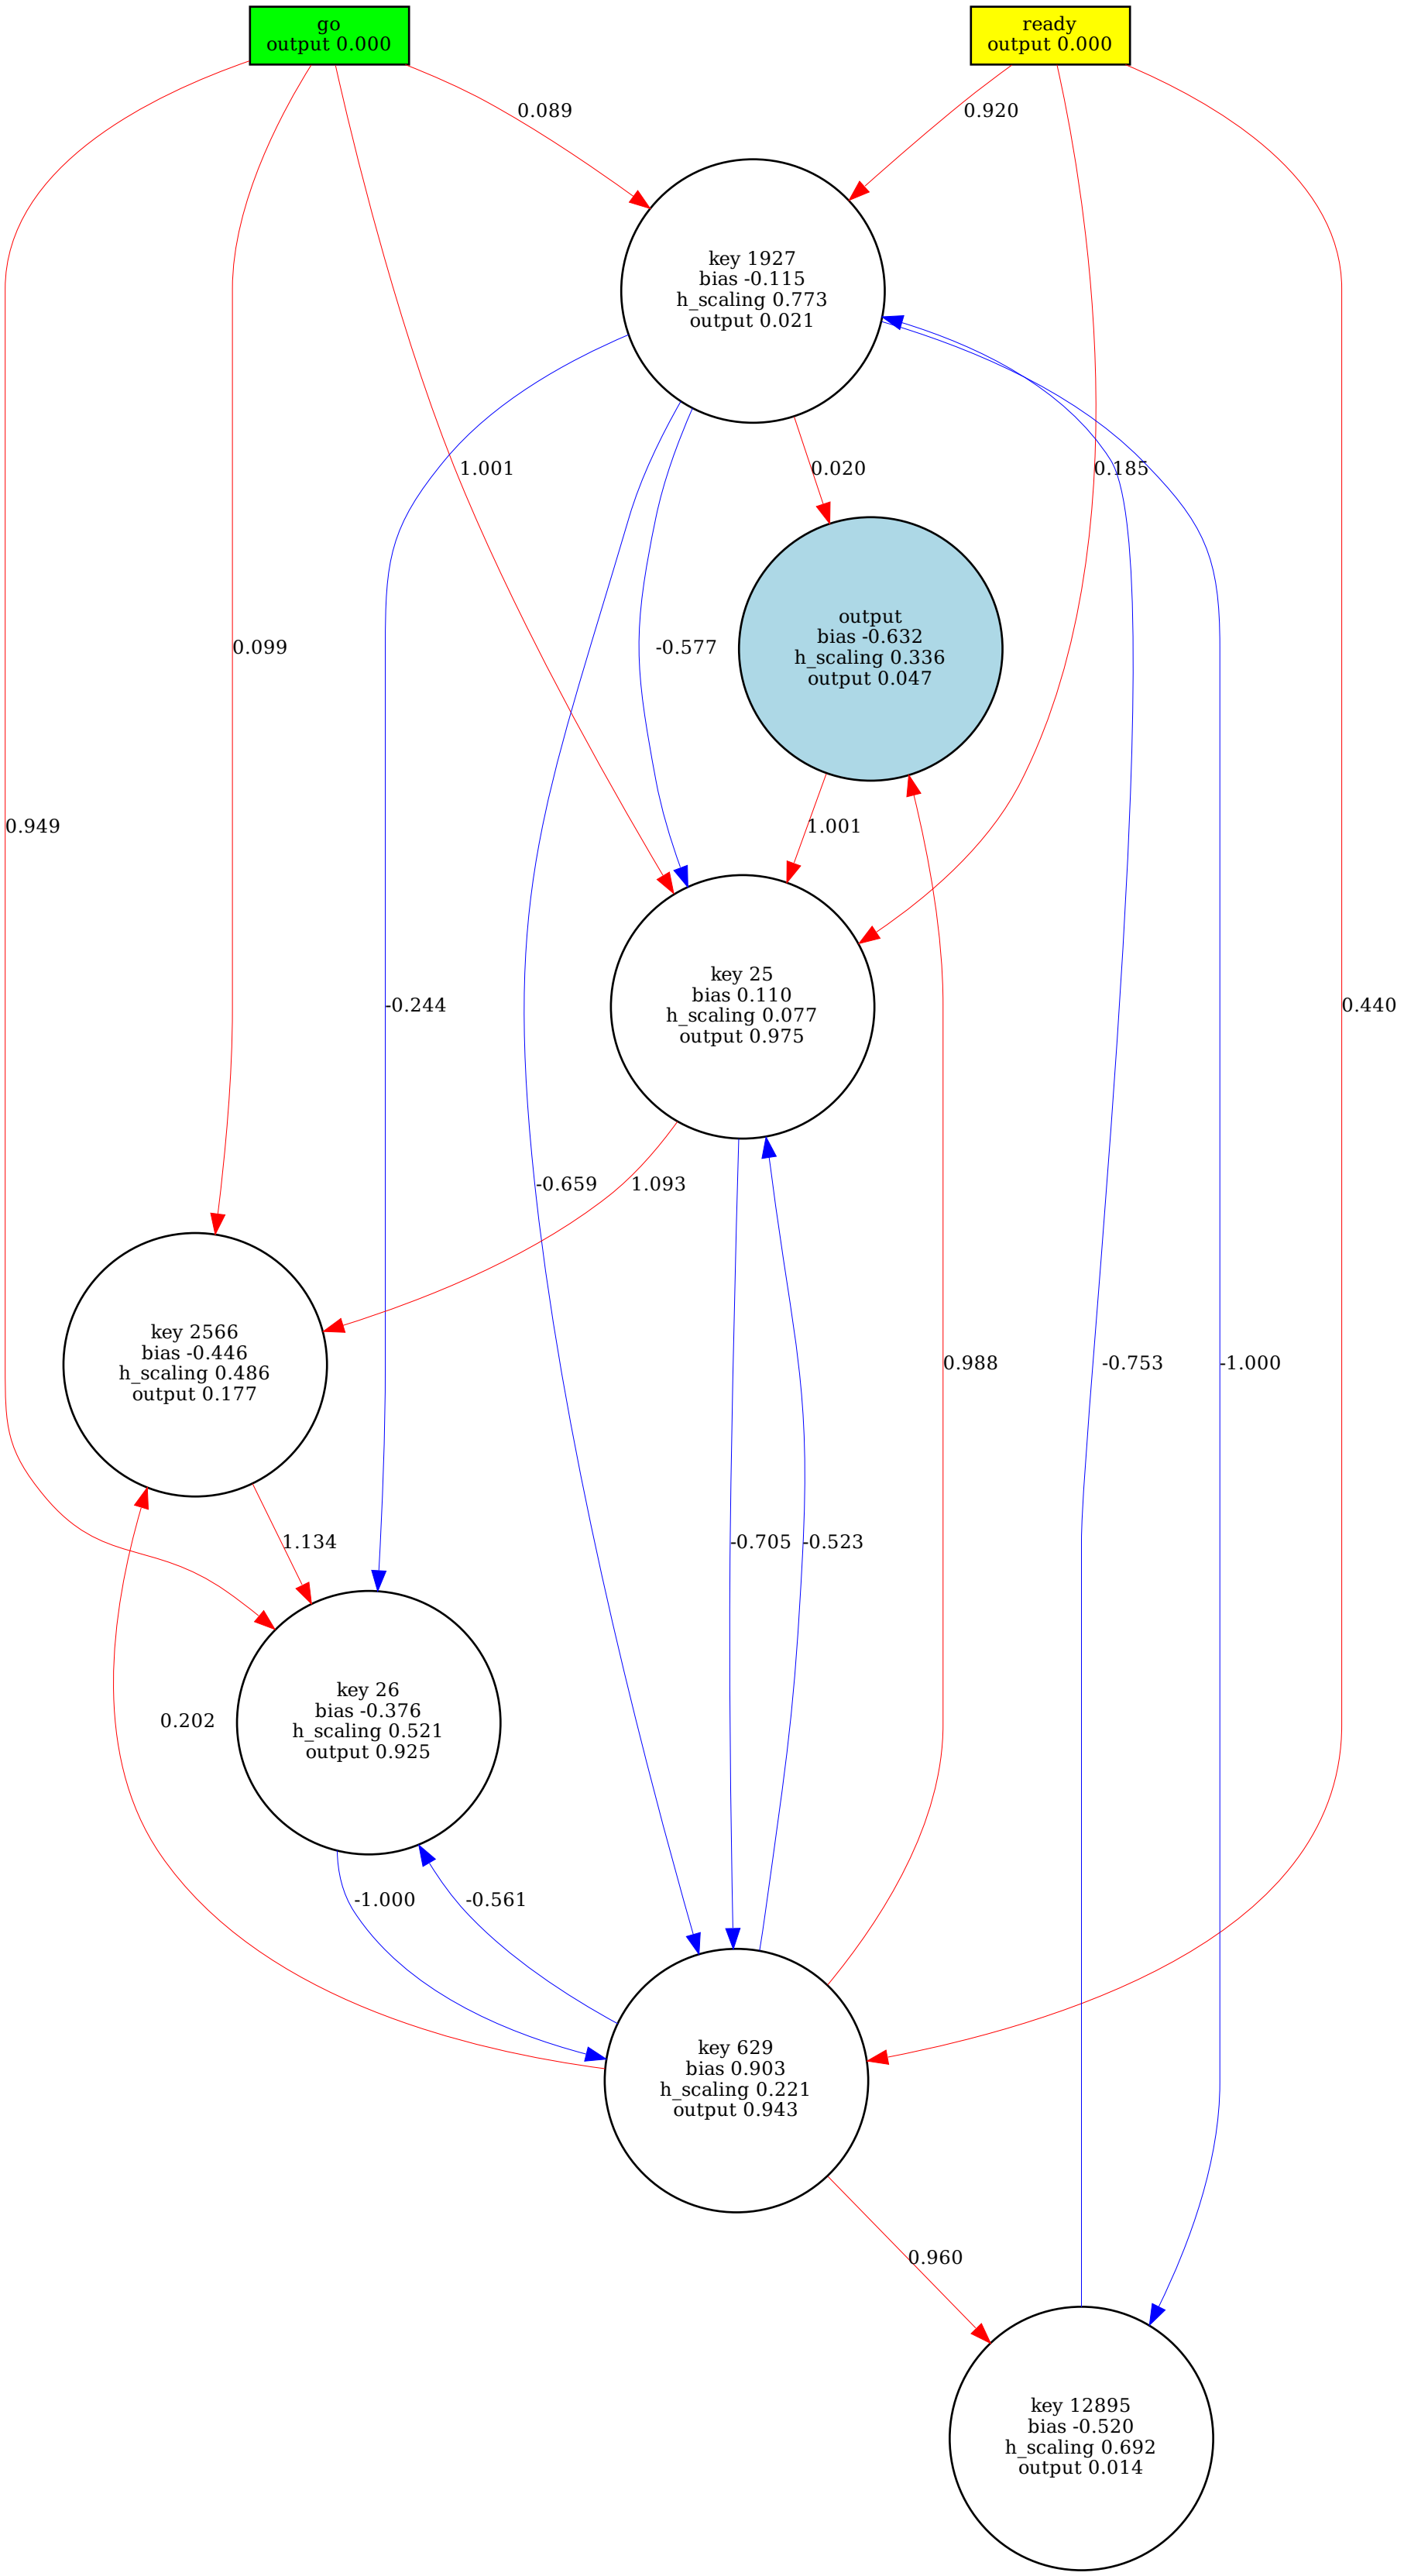 go
output 0.000
ready
output 0.000
0.089
0.920
key 1927
bias -0.115
h_scaling 0.773
output 0.021
1.001
0.020
0.185
output
bias -0.632
h_scaling 0.336
output 0.047
0.099
-0.577
0.949
1.001
key 25
bias 0.110
h_scaling 0.077
output 0.975
-0.244
0.440
-0.659
1.093
key 2566
bias -0.446
h_scaling 0.486
output 0.177
0.988
-0.753
-1.000
1.134
-0.705
-0.523
key 26
bias -0.376
h_scaling 0.521
output 0.925
0.202
-1.000
-0.561
key 629
bias 0.903
h_scaling 0.221
output 0.943
0.960
key 12895
bias -0.520
h_scaling 0.692
output 0.014